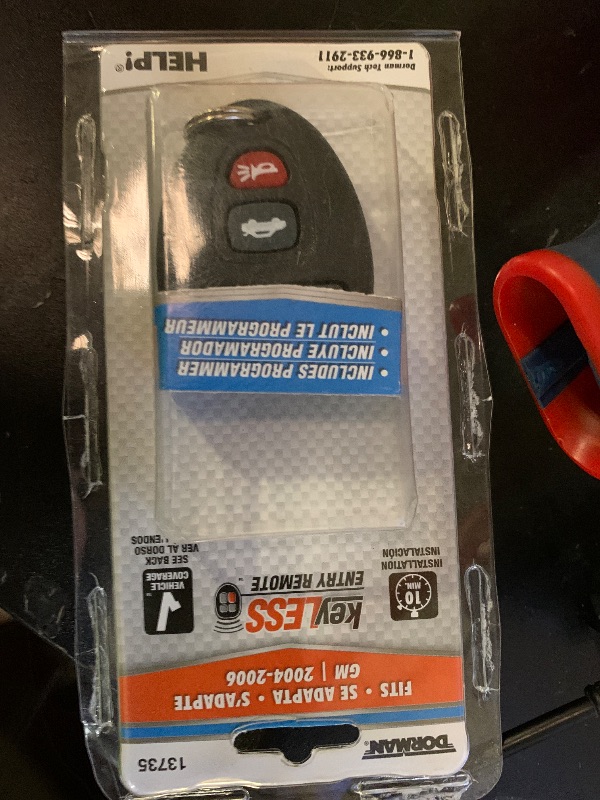 DORMAN®
13735
FITS • SE ADAPTA • S'ADAPTE
GM | 2004-2006
10
MIN.
INSTALLATION
INSTALACIÓN
keyLESS
ENTRY REMOTE™
VEHICLE
COVERAGE
SEE BACK
VER AL DORSO
• INCLUDES PROGRAMMER
• INCLUYE PROGRAMADOR
• INCLUT LE PROGRAMMEUR
Dorman Tech Support:
1-866-933-2911
HELP!®